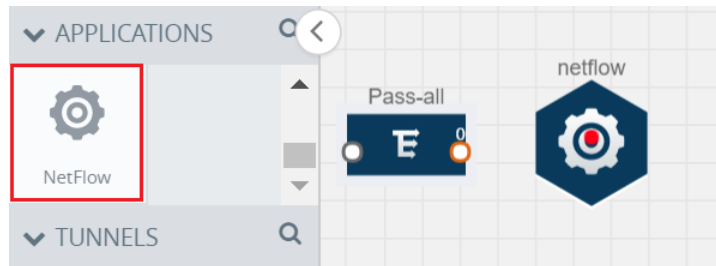 APPLICATIONS
NetFlow
TUNNELS
Pass-all
0
netflow